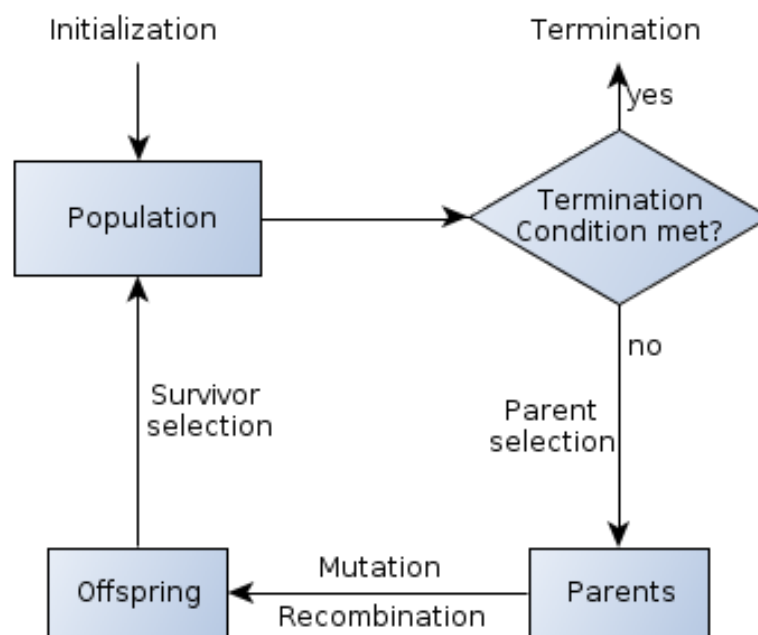 Initialization
Termination
yes
Population
Termination
Condition met?
no
Survivor
selection
Parent
selection
Offspring
Mutation
Recombination
Parents